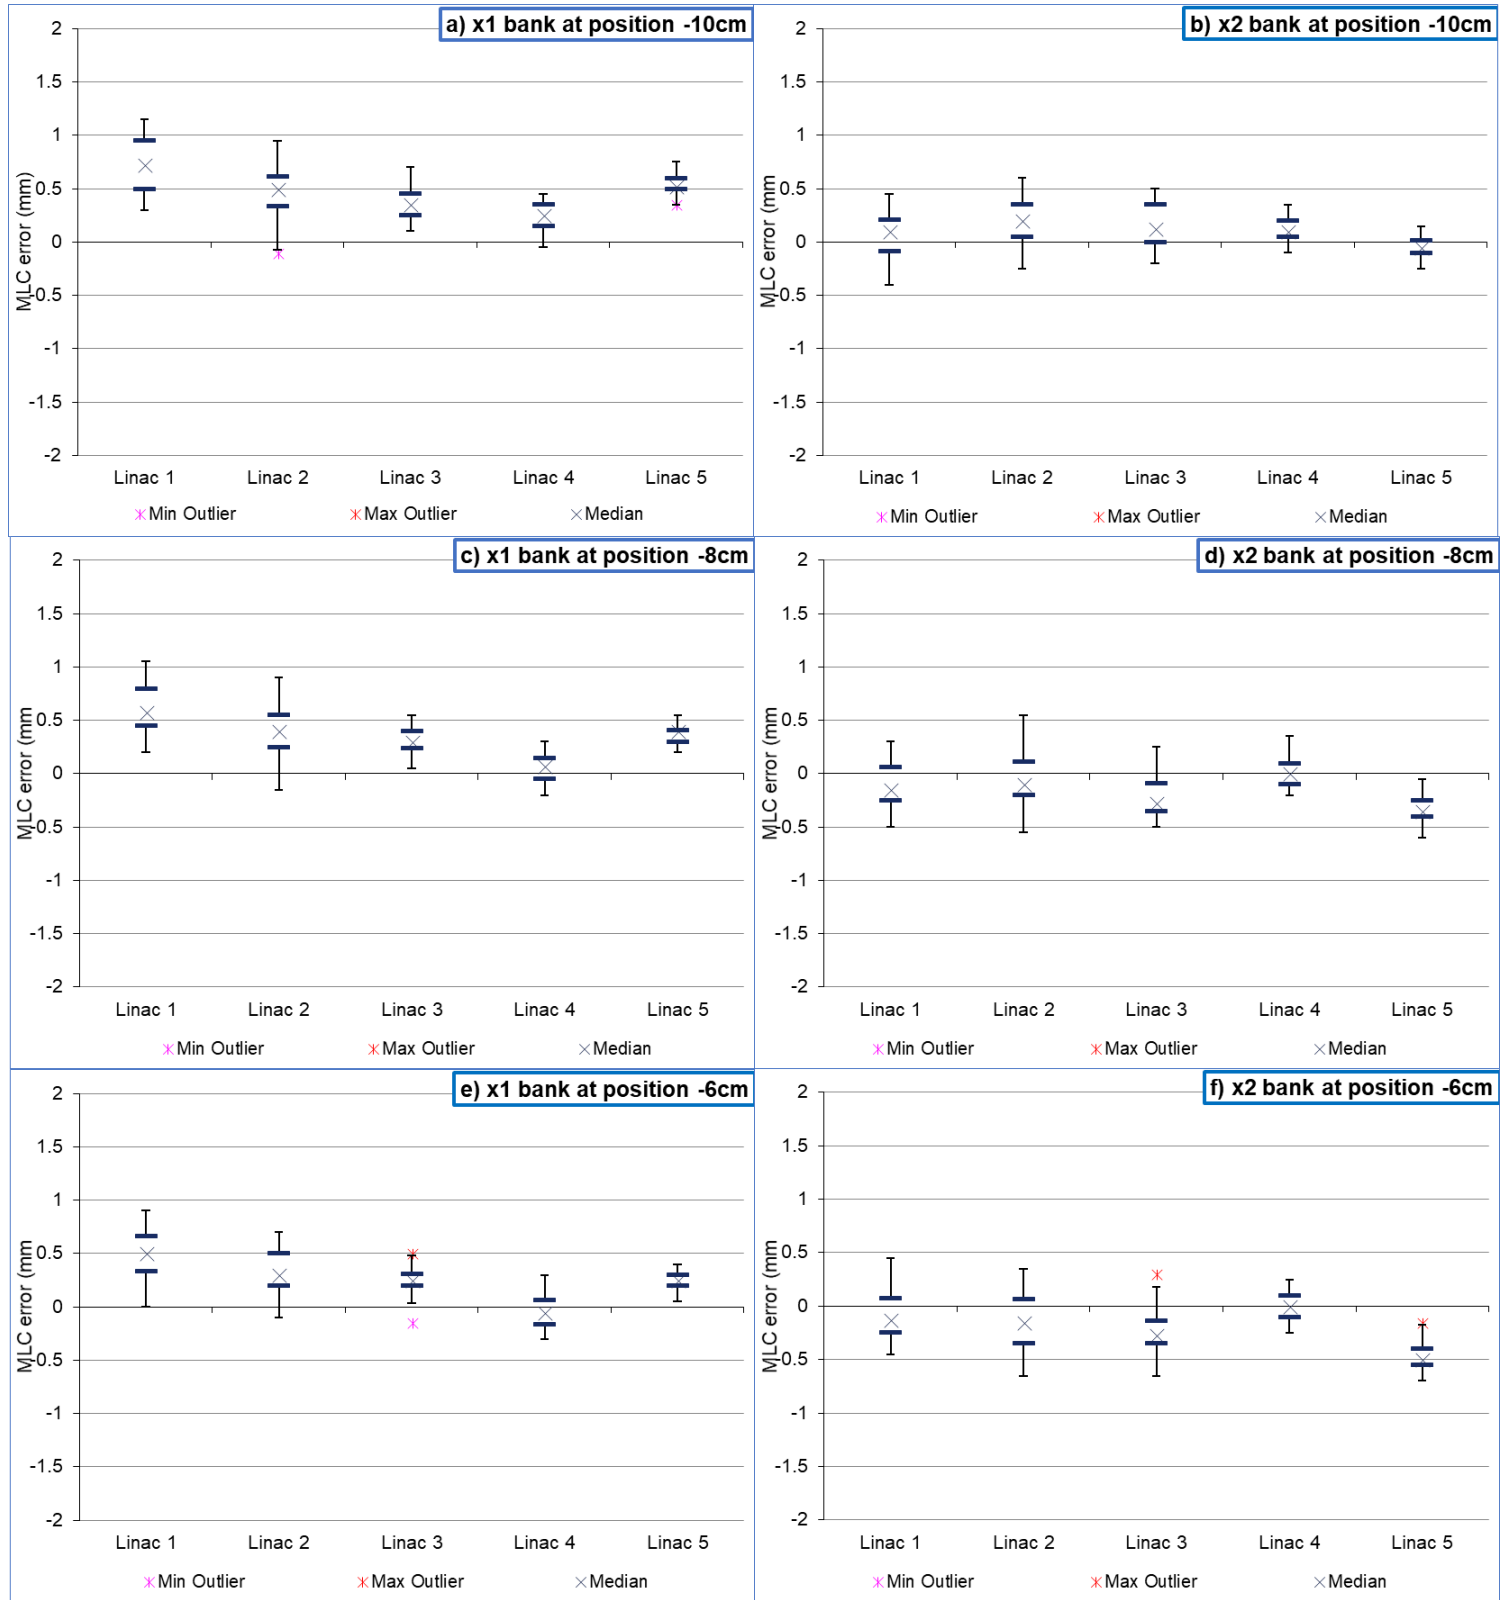 a) x1 bank at position -10cm
MLC error (mm)
2
1.5
1
0.5
0
-0.5
-1
-1.5
-2
Linac 1 Linac 2 Linac 3 Linac 4 Linac 5
Min Outlier Max Outlier Median
b) x2 bank at position -10cm
MLC error (mm
2
1.5
1
0.5
0
-0.5
-1
-1.5
-2
Linac 1 Linac 2 Linac 3 Linac 4 Linac 5
Min Outlier Max Outlier Median
c) x1 bank at position -8cm
MLC error (mm
2
1.5
1
0.5
0
-0.5
-1
-1.5
-2
Linac 1 Linac 2 Linac 3 Linac 4 Linac 5
Min Outlier Max Outlier Median
d) x2 bank at position -8cm
MLC error (mm
2
1.5
1
0.5
0
-0.5
-1
-1.5
-2
Linac 1 Linac 2 Linac 3 Linac 4 Linac 5
Min Outlier Max Outlier Median
e) x1 bank at position -6cm
MLC error (mm
2
1.5
1
0.5
0
-0.5
-1
-1.5
-2
Linac 1 Linac 2 Linac 3 Linac 4 Linac 5
Min Outlier Max Outlier Median
f) x2 bank at position -6cm
MLC error (mm
2
1.5
1
0.5
0
-0.5
-1
-1.5
-2
Linac 1 Linac 2 Linac 3 Linac 4 Linac 5
Min Outlier Max Outlier Median